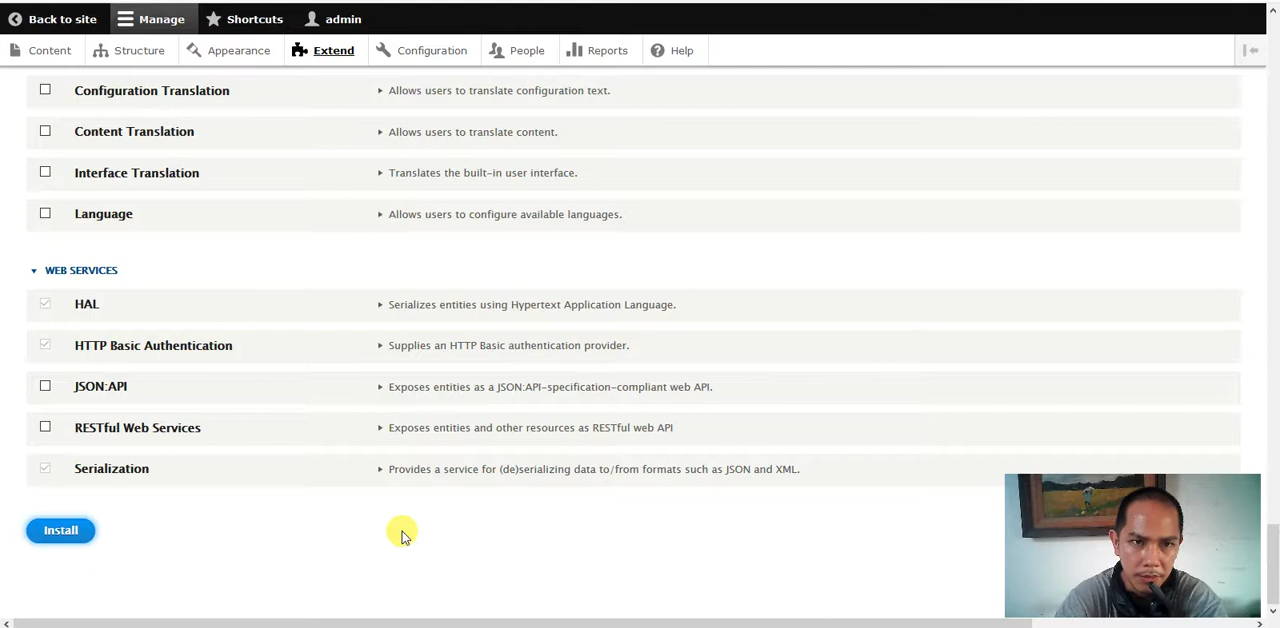 Back to site Manage Shortcuts admin
Content Structure Appearance Extend Configuration People Reports Help
Configuration Translation Allows users to translate configuration text.
Content Translation Allows users to translate content.
Interface Translation Translates the built-in user interface.
Language Allows users to configure available languages.
WEB SERVICES
HAL Serializes entities using Hypertext Application Language.
HTTP Basic Authentication Supplies an HTTP Basic authentication provider.
JSON:API Exposes entities as a JSON:API-specification-compliant web API.
RESTful Web Services Exposes entities and other resources as RESTful web API
Serialization Provides a service for (de)serializing data to/from formats such as JSON and XML.
Install